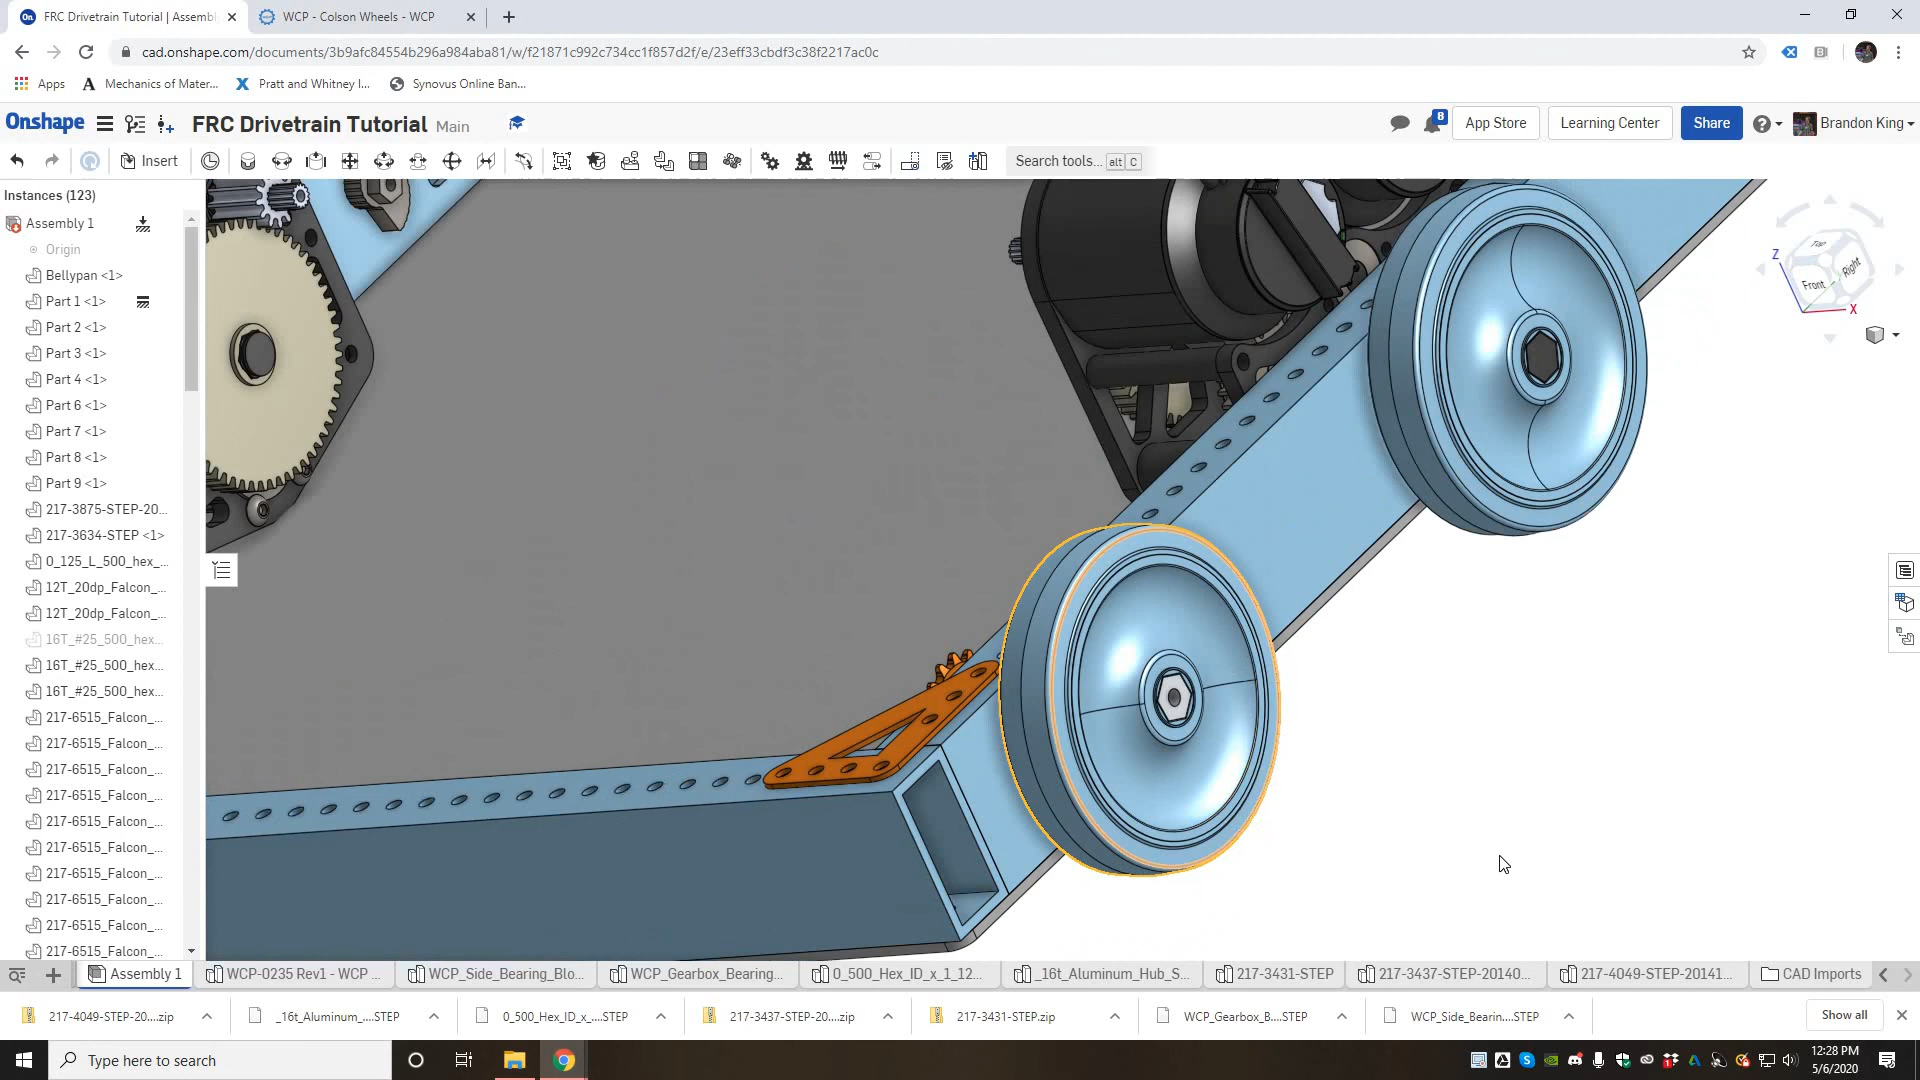 FRC Drivetrain Tutorial | Assembl
WCP - Colson Wheels - WCP
cad.onshape.com/documents/3b9afc84554b296a984aba81/w/f21871c992c734cc1f857d2f/e/23eff33cbdf3c38f2217ac0c
Apps
Mechanics of Mater...
Pratt and Whitney I...
Synovus Online Ban...
Onshape
FRC Drivetrain Tutorial Main
8
App Store
Learning Center
Share
Brandon King
Insert
Search tools... alt C
Instances (123)
Assembly 1
Origin
Bellypan <1>
Part 1 <1>
Part 2 <1>
Part 3 <1>
Part 4 <1>
Part 6 <1>
Part 7 <1>
Part 8 <1>
Part 9 <1>
217-3875-STEP-20...
217-3634-STEP <1>
0_125_L_500_hex_...
12T_20dp_Falcon_...
12T_20dp_Falcon_...
16T_#25_500_hex...
16T_#25_500_hex...
16T_#25_500_hex...
217-6515_Falcon_...
217-6515_Falcon_...
217-6515_Falcon_...
217-6515_Falcon_...
217-6515_Falcon_...
217-6515_Falcon_...
217-6515_Falcon_...
217-6515_Falcon_...
217-6515_Falcon_...
217-6515_Falcon_...
Z
Top
Front
Right
X
Assembly 1
WCP-0235 Rev1 - WCP ...
WCP_Side_Bearing_Blo...
WCP_Gearbox_Bearing...
0_500_Hex_ID_x_1_12...
_16t_Aluminum_Hub_S...
217-3431-STEP
217-3437-STEP-20140...
217-4049-STEP-20141...
CAD Imports
217-4049-STEP-20....zip
_16t_Aluminum_....STEP
0_500_Hex_ID_x_....STEP
217-3437-STEP-20....zip
217-3431-STEP.zip
WCP_Gearbox_B....STEP
WCP_Side_Bearin....STEP
Show all
Type here to search
12:28 PM
5/6/2020